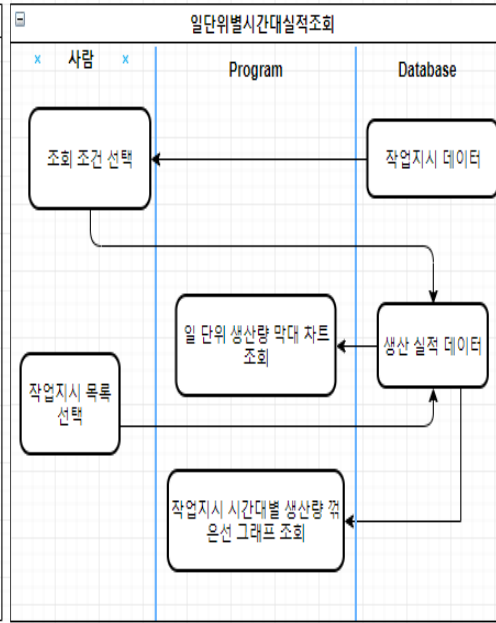 일단위별시간대실적조회
사람
Program
Database
조회 조건 선택
작업지시 데이터
일 단위 생산량 막대 차트
조회
생산 실적 데이터
작업지시 목록
선택
작업지시 시간대별 생산량 꺾
은선 그래프 조회